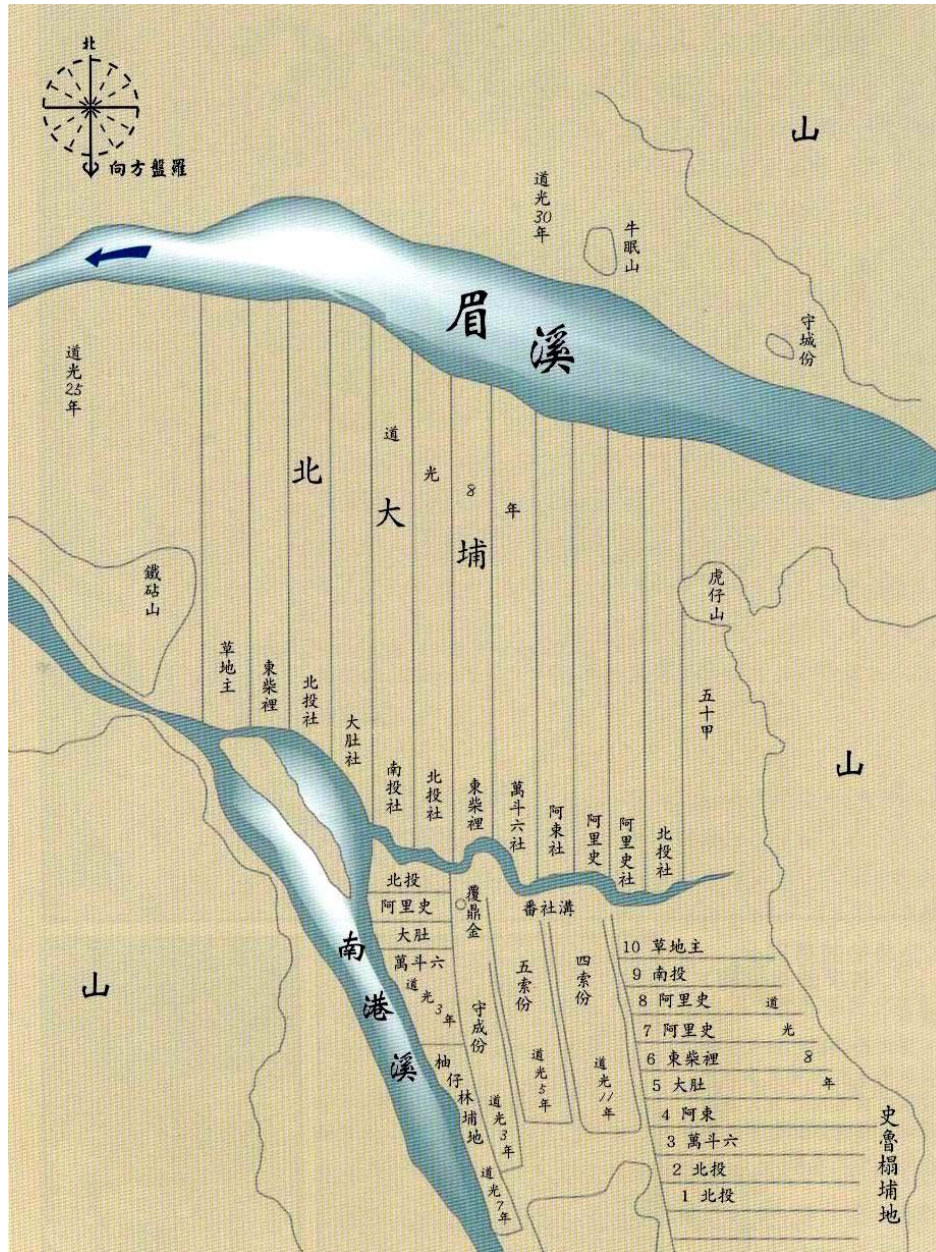 北
羅盤方向
山
道光30年
牛眠山
守城份
眉溪
道光25年
道光8年
北大埔
鐵砧山
虎仔山
草地主
東柴裡
北投社
大肚社
南投社
北投社
東柴裡
萬斗六社
阿束社
阿里史
阿里史社
北投社
五十甲
山
北投
阿里史
大肚
萬斗六
道光3年
覆鼎金
番社溝
守成份
五索份
四索份
道光5年
道光11年
南港溪
山
柚仔林埔地
道光3年
道光7年
10 草地主
9 南投
8 阿里史
7 阿里史
6 東柴裡
5 大肚
4 阿東
3 萬斗六
2 北投
1 北投
道光8年
史魯榻埔地